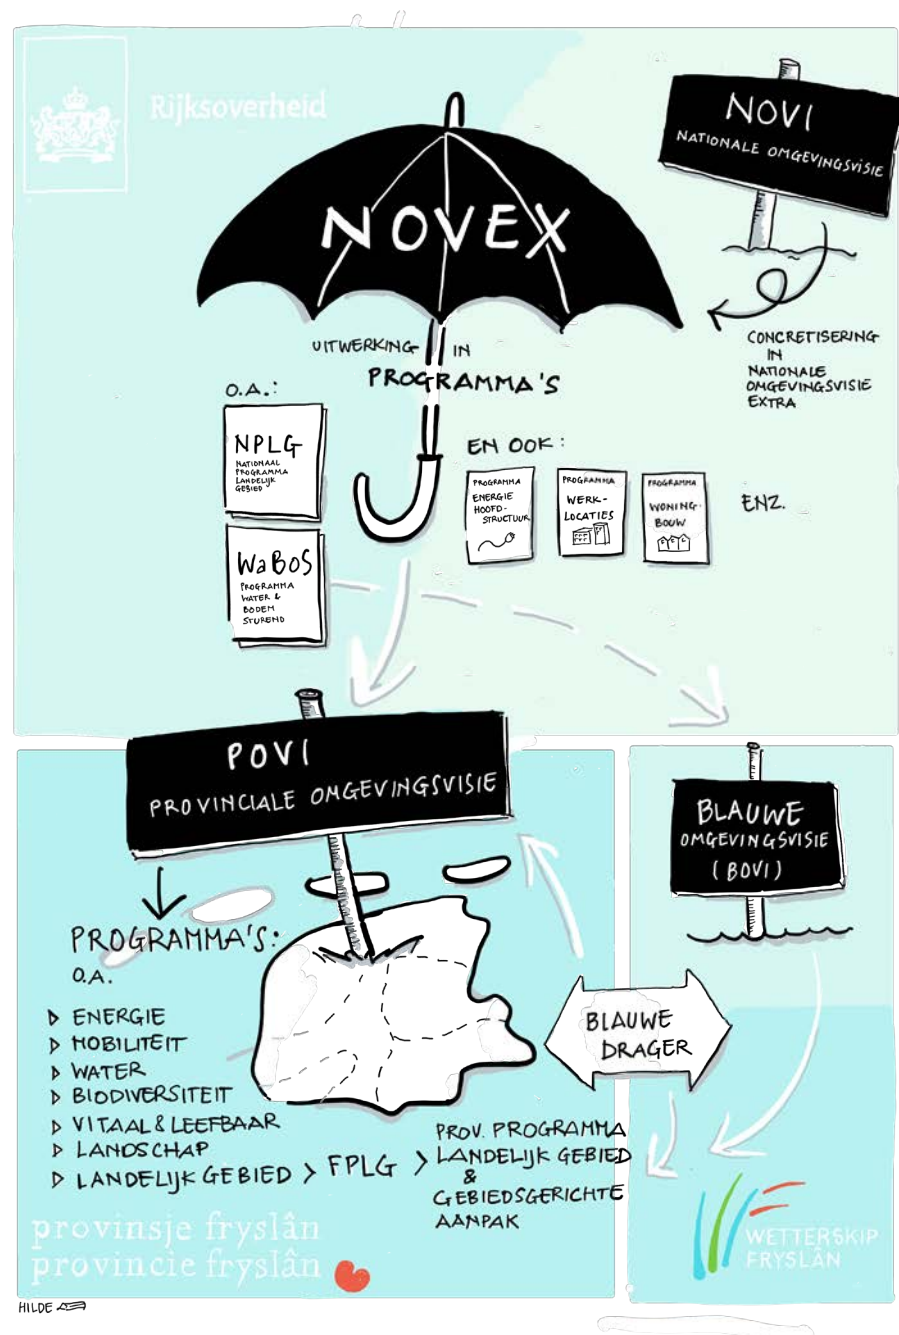 Rijksoverheid
NOVI
NATIONALE OMGEVINGSVISIE
NOVEX
CONCRETISERING
IN
NATIONALE
OMGEVINGSVISIE
EXTRA
UITWERKING IN
PROGRAMMA'S
O.A.:
NPLG
NATIONAAL
PROGRAMMA
LANDELIJK
GEBIED
EN OOK:
PROGRAMMA
ENERGIE
HOOFD-
STRUCTUUR
PROGRAMMA
WERK-
LOCATIES
PROGRAMMA
WONING-
BOUW
ENZ.
WaBoS
PROGRAMMA
WATER &
BODEM
STUREND
POVI
PROVINCIALE OMGEVINGSVISIE
BLAUWE
OMGEVINGSVISIE
(BOVI)
PROGRAMMA'S:
O.A.
ENERGIE
MOBILITEIT
WATER
BIODIVERSITEIT
VITAAL & LEEFBAAR
LANDSCHAP
LANDELIJK GEBIED > FPLG >
PROV. PROGRAMMA
LANDELIJK GEBIED
&
GEBIEDSGERICHTE
AANPAK
BLAUWE
DRAGER
provinsje fryslân
provincie fryslân
WETTERSKIP
FRYSLÂN
HILDE